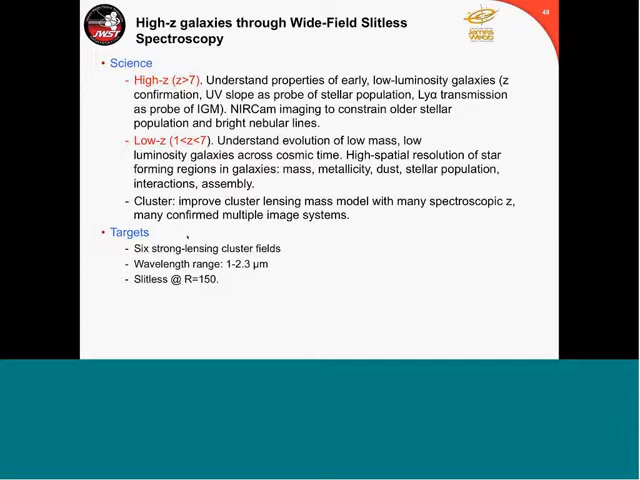 High-z galaxies through Wide-Field Slitless
Spectroscopy
48
JWST
• Science
- High-z (z>7). Understand properties of early, low-luminosity galaxies (z
confirmation, UV slope as probe of stellar population, Lyα transmission
as probe of IGM). NIRCam imaging to constrain older stellar
population and bright nebular lines.
- Low-z (1<z<7). Understand evolution of low mass, low
luminosity galaxies across cosmic time. High-spatial resolution of star
forming regions in galaxies: mass, metallicity, dust, stellar population,
interactions, assembly.
- Cluster: improve cluster lensing mass model with many spectroscopic z,
many confirmed multiple image systems.
• Targets
- Six strong-lensing cluster fields
- Wavelength range: 1-2.3 μm
- Slitless @ R=150.